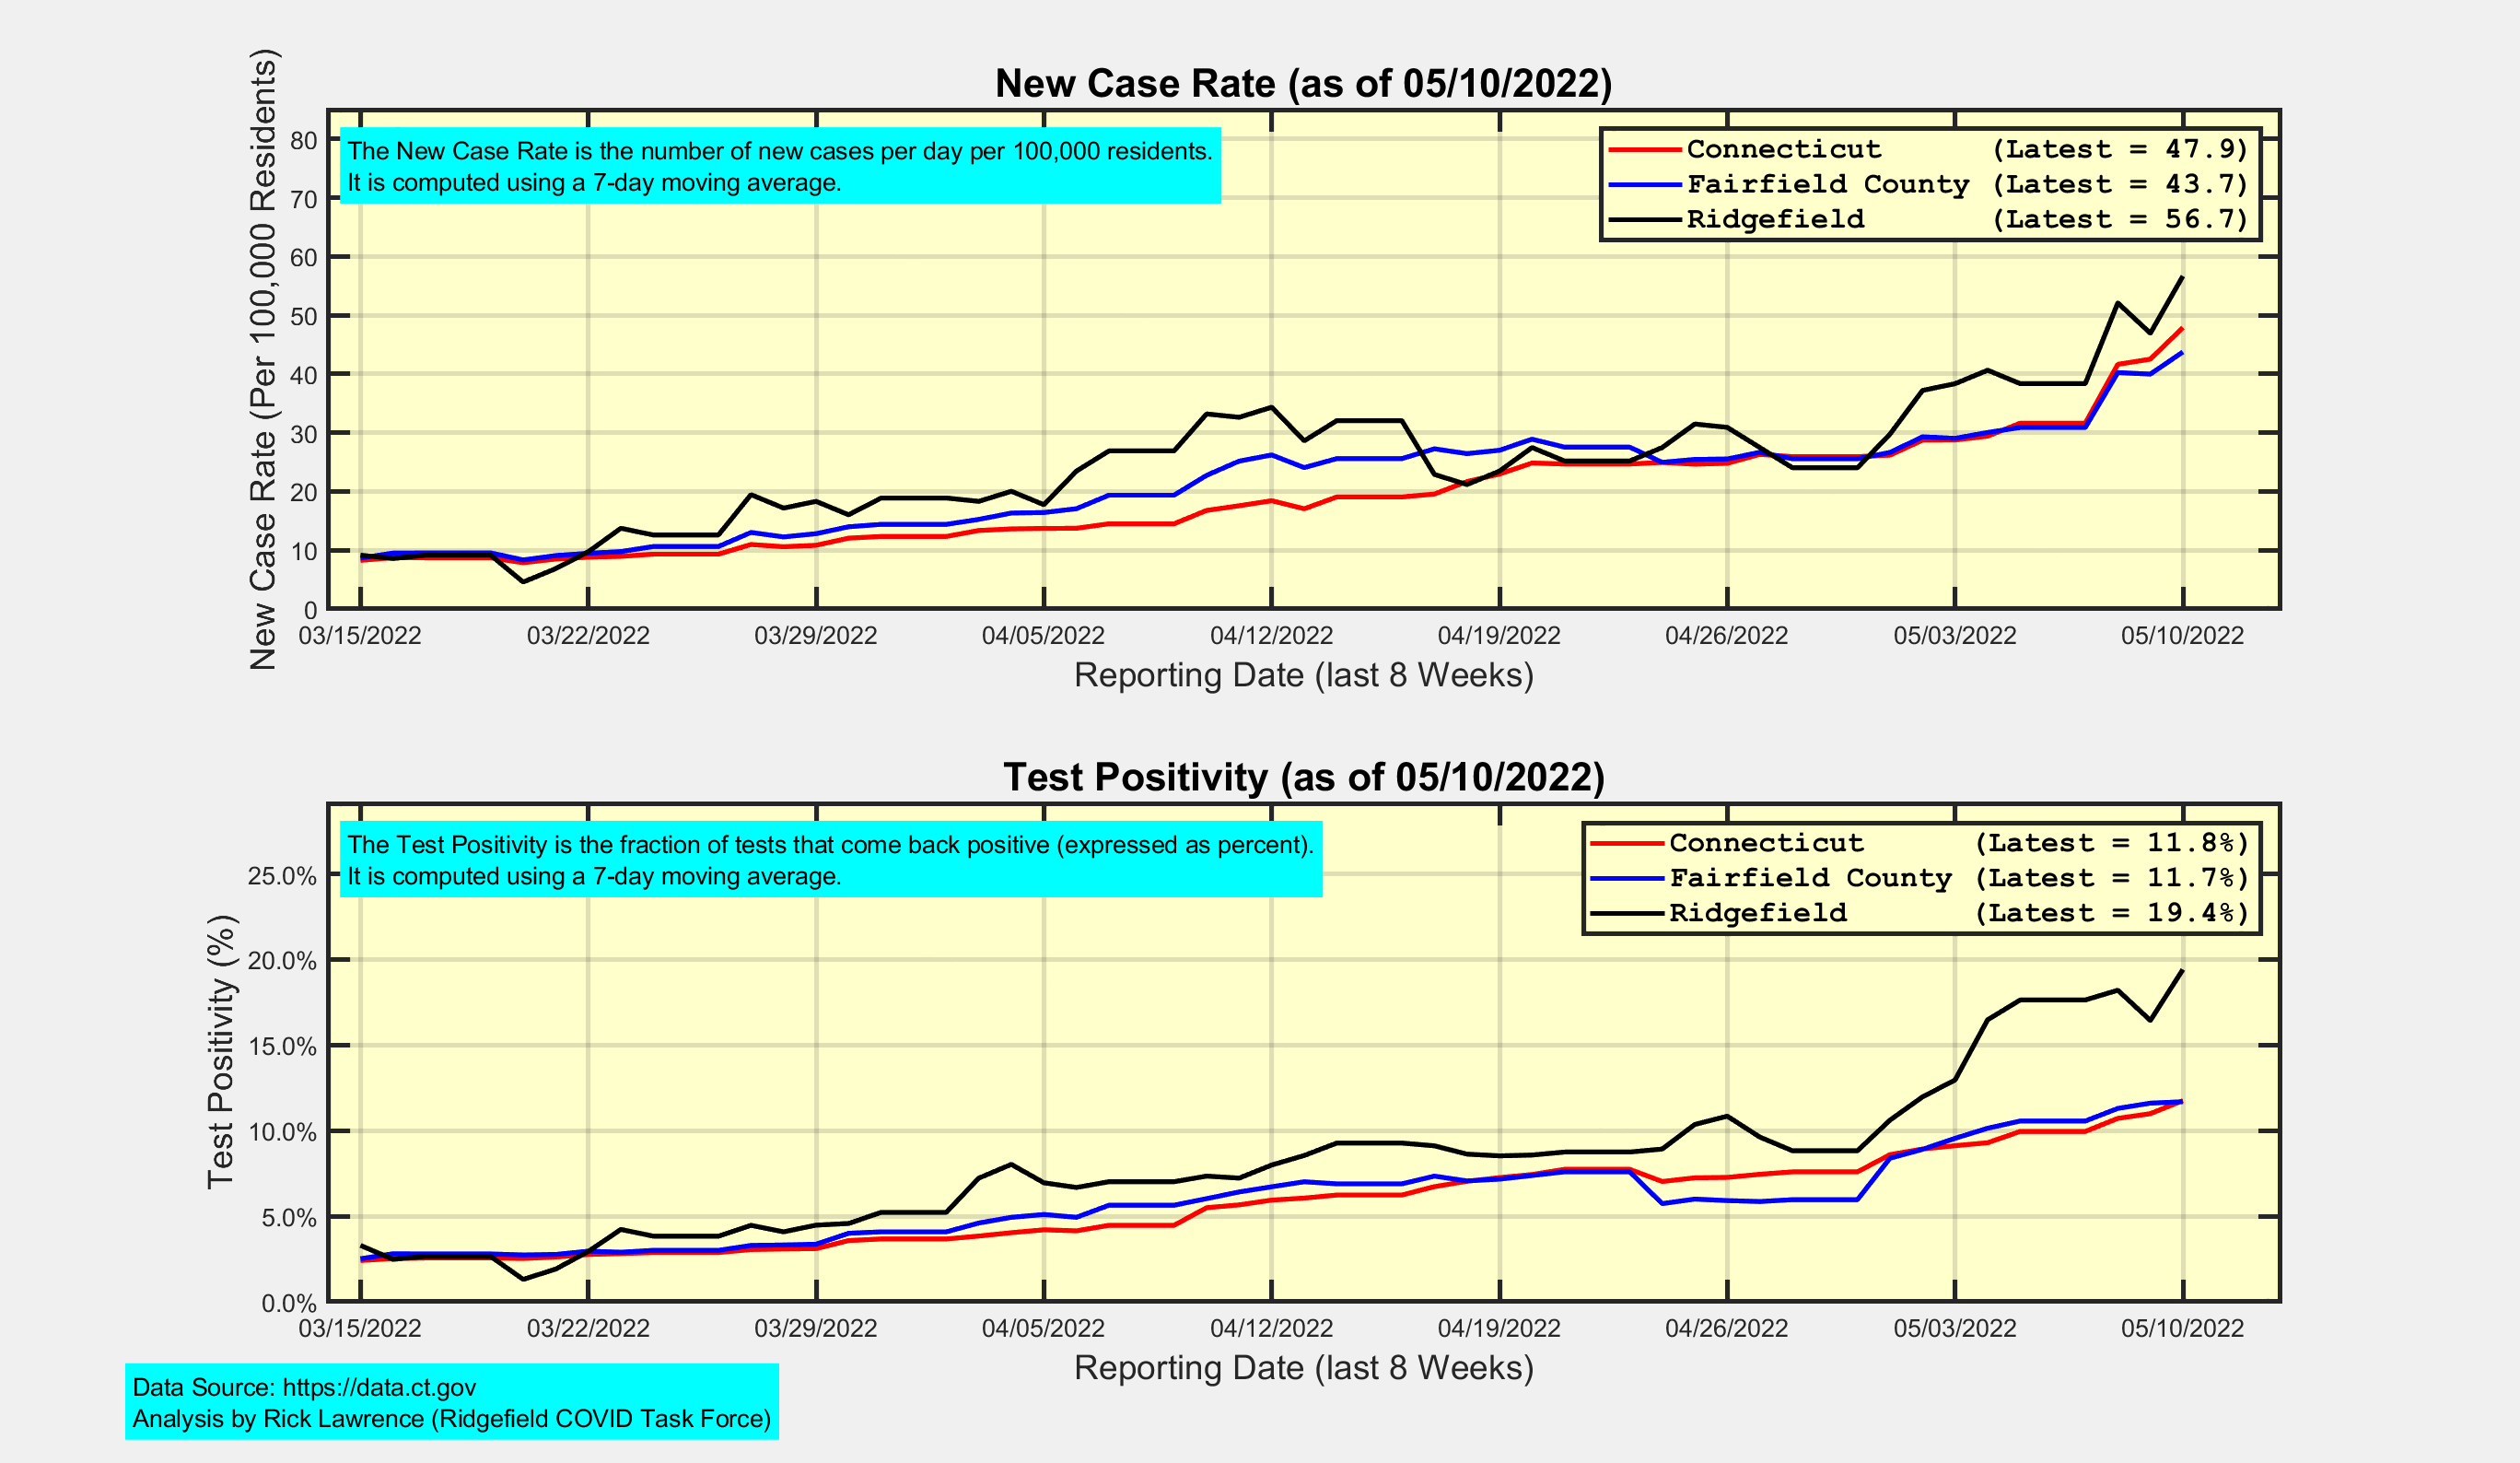 New Case Rate (as of 05/10/2022)
New Case Rate (Per 100,000 Residents)
The New Case Rate is the number of new cases per day per 100,000 residents.
It is computed using a 7-day moving average.
Connecticut (Latest = 47.9)
Fairfield County (Latest = 43.7)
Ridgefield (Latest = 56.7)
80
70
60
50
40
30
20
10
0
03/15/2022 03/22/2022 03/29/2022 04/05/2022 04/12/2022 04/19/2022 04/26/2022 05/03/2022 05/10/2022
Reporting Date (last 8 Weeks)
Test Positivity (as of 05/10/2022)
Test Positivity (%)
The Test Positivity is the fraction of tests that come back positive (expressed as percent).
It is computed using a 7-day moving average.
Connecticut (Latest = 11.8%)
Fairfield County (Latest = 11.7%)
Ridgefield (Latest = 19.4%)
25.0%
20.0%
15.0%
10.0%
5.0%
0.0%
03/15/2022 03/22/2022 03/29/2022 04/05/2022 04/12/2022 04/19/2022 04/26/2022 05/03/2022 05/10/2022
Reporting Date (last 8 Weeks)
Data Source: https://data.ct.gov
Analysis by Rick Lawrence (Ridgefield COVID Task Force)